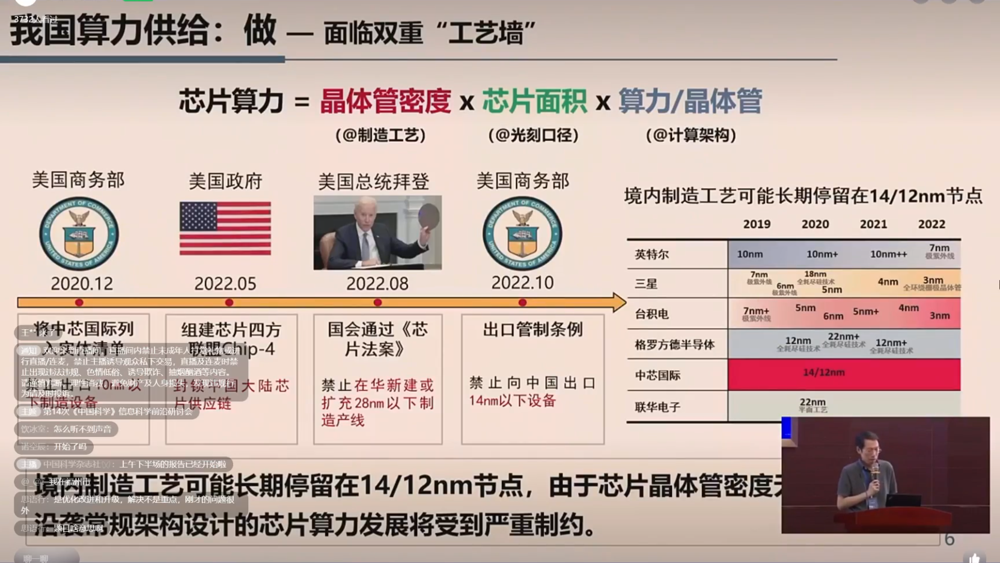 3732人看过
我国算力供给：做 — 面临双重“工艺墙”
芯片算力 = 晶体管密度 x 芯片面积 x 算力/晶体管
(@制造工艺)
(@光刻口径)
(@计算架构)
美国商务部
美国政府
美国总统拜登
美国商务部
DEPARTMENT OF COMMERCE
UNITED STATES OF AMERICA
DEPARTMENT OF COMMERCE
UNITED STATES OF AMERICA
2020.12
2022.05
2022.08
2022.10
将中芯国际列
入实体清单
禁止出口10nm以
下制造设备
组建芯片四方
联盟Chip-4
封锁中国大陆芯
片供应链
国会通过《芯
片法案》
禁止在华新建或
扩充28nm以下制
造产线
出口管制条例
禁止向中国出口
14nm以下设备
境内制造工艺可能长期停留在14/12nm节点
2019 2020 2021 2022
英特尔 10nm 10nm+ 10nm++ 7nm
极紫外线
三星 7nm 极紫外线 6nm 极紫外线 18nm 全耗尽硅技术 5nm 4nm 3nm
全环绕栅极晶体管
台积电 7nm+ 极紫外线 5nm 6nm 5nm+ 4nm 3nm
格罗方德半导体 12nm 全耗尽硅技术 22nm+ 全耗尽硅技术 12nm+ 全耗尽硅技术
中芯国际 14/12nm
联华电子 22nm
平面工艺
王** 来了
通知 欢迎来到直播间，直播间内禁止未成年人打赏礼物或进
行直播/连麦，禁止主播诱导观众私下交易，直播及连麦时禁
止出现违法违规、色情低俗、诱导欺诈、抽烟酗酒等内容。
请谨慎判断，理性消费，避免财产及人身损失，发现违规行
为请及时投诉。
主题 第14次《中国科学》信息科学前沿研讨会
饮冰室：怎么听不到声音
诺空辰：开始了吗
主播 中国科学杂志社：上午下半场的报告已经开始啦
我在福州市
思语行：是优化改进和升级，解决不是重点，刚才的问题很
外
思语行：题目啥意思啊
聊一聊
境内制造工艺可能长期停留在14/12nm节点，由于芯片晶体管密度
沿袭常规架构设计的芯片算力发展将受到严重制约。
6